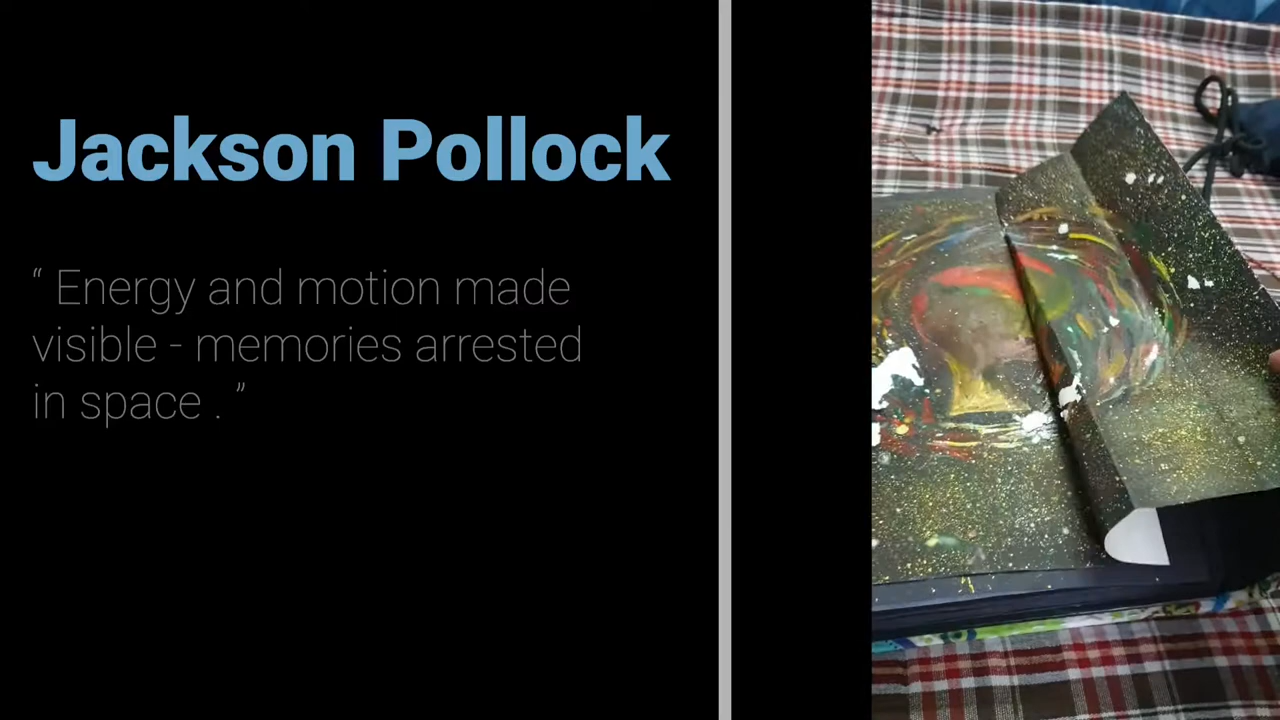 Jackson Pollock
“ Energy and motion made
visible - memories arrested
in space . ”